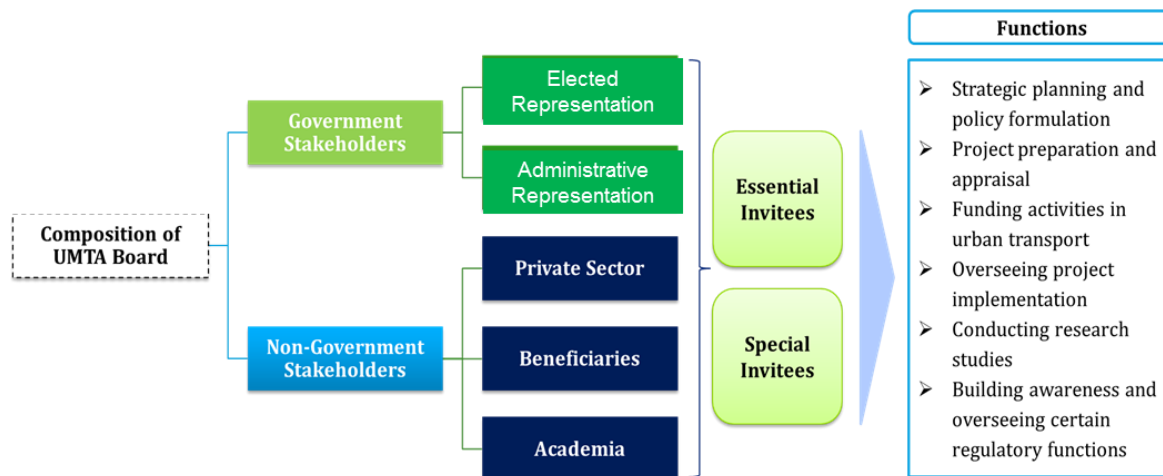 Composition of
UMTA Board
Government
Stakeholders
Non-Government
Stakeholders
Elected
Representation
Administrative
Representation
Private Sector
Beneficiaries
Academia
Essential
Invitees
Special
Invitees
Functions
➢ Strategic planning and
policy formulation
➢ Project preparation and
appraisal
➢ Funding activities in
urban transport
➢ Overseeing project
implementation
➢ Conducting research
studies
➢ Building awareness and
overseeing certain
regulatory functions